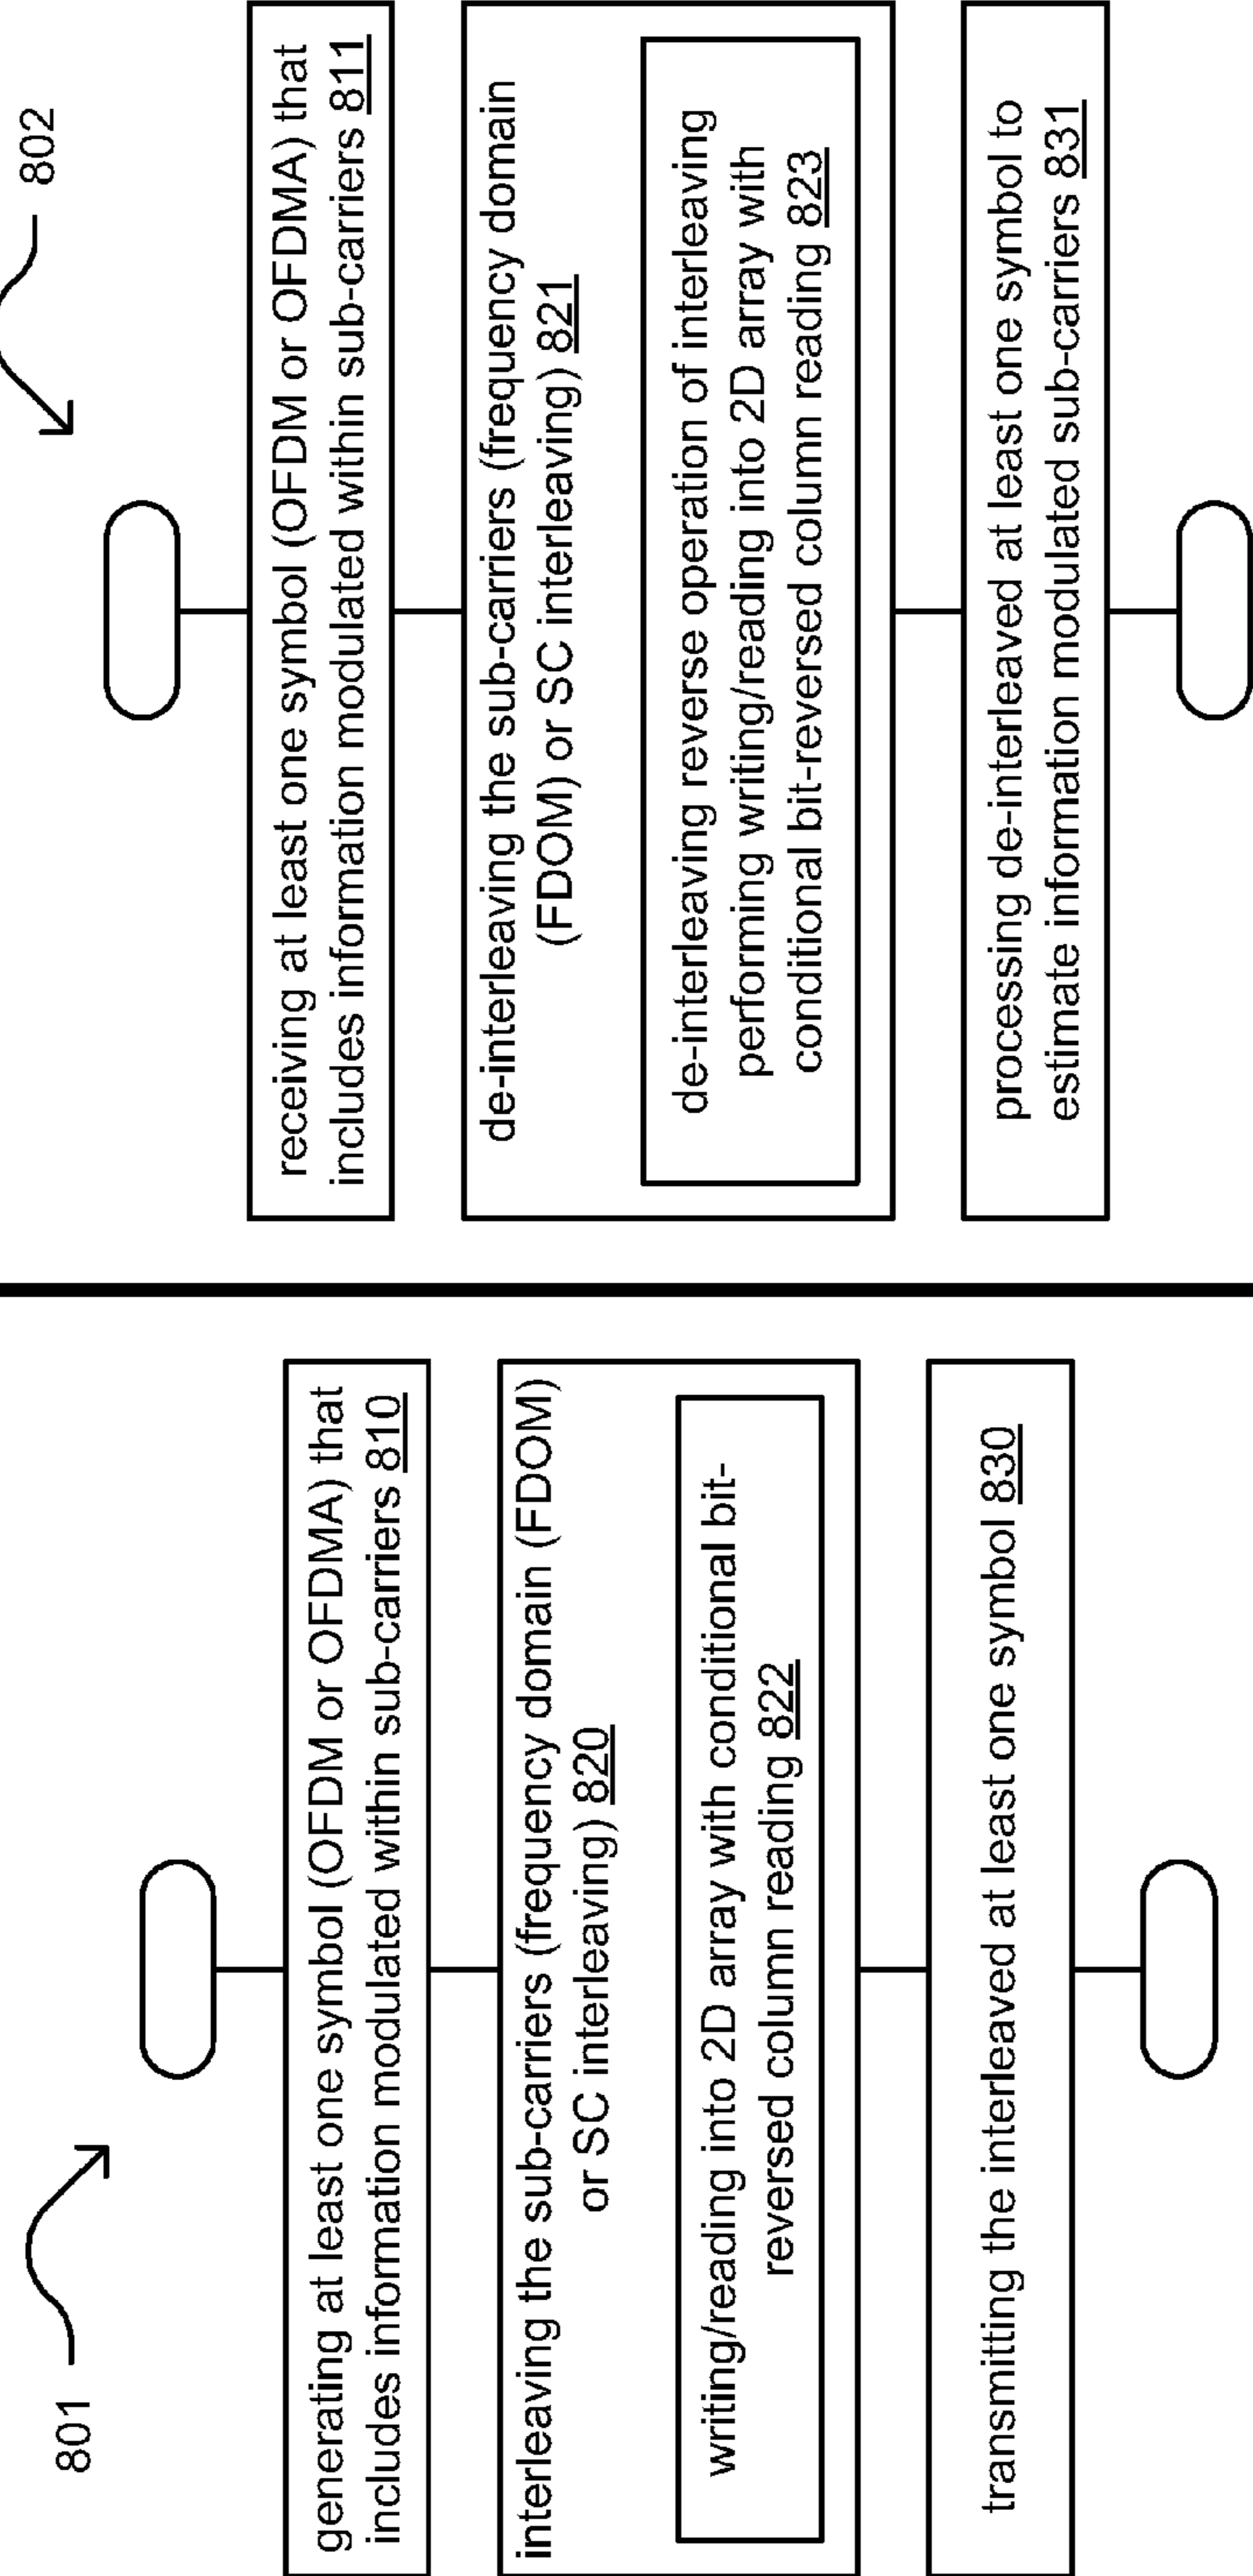 801
generating at least one symbol (OFDM or OFDMA) that
includes information modulated within sub-carriers 810
interleaving the sub-carriers (frequency domain (FDOM)
or SC interleaving) 820
writing/reading into 2D array with conditional bit-
reversed column reading 822
transmitting the interleaved at least one symbol 830
802
receiving at least one symbol (OFDM or OFDMA) that
includes information modulated within sub-carriers 811
de-interleaving the sub-carriers (frequency domain
(FDOM) or SC interleaving) 821
de-interleaving reverse operation of interleaving
performing writing/reading into 2D array with
conditional bit-reversed column reading 823
processing de-interleaved at least one symbol to
estimate information modulated sub-carriers 831